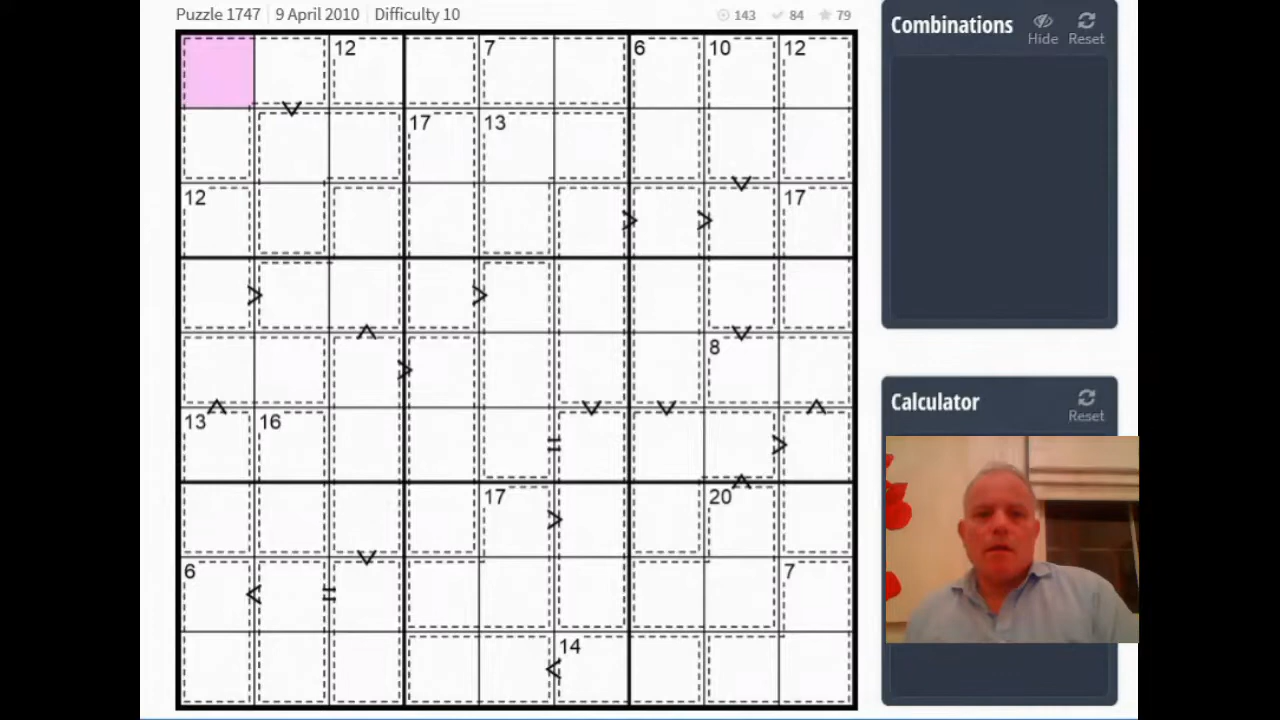 Puzzle 1747 9 April 2010 Difficulty 10 143 84 79
Combinations
Hide Reset
12 7 6 10 12
>
17 13
>
12 17
> >
> >
> >
8
>
> > > >
13 16
= >
>
17 20
>
>
6 7
< =
14
<
Calculator
Reset